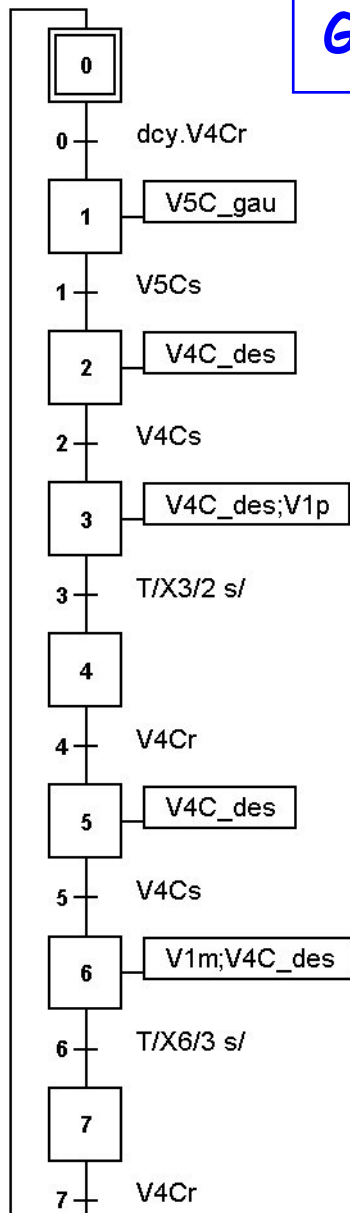 G
0
0 dcy.V4Cr
1 V5C_gau
1 V5Cs
2 V4C_des
2 V4Cs
3 V4C_des;V1p
3 T/X3/2 s/
4
4 V4Cr
5 V4C_des
5 V4Cs
6 V1m;V4C_des
6 T/X6/3 s/
7
7 V4Cr